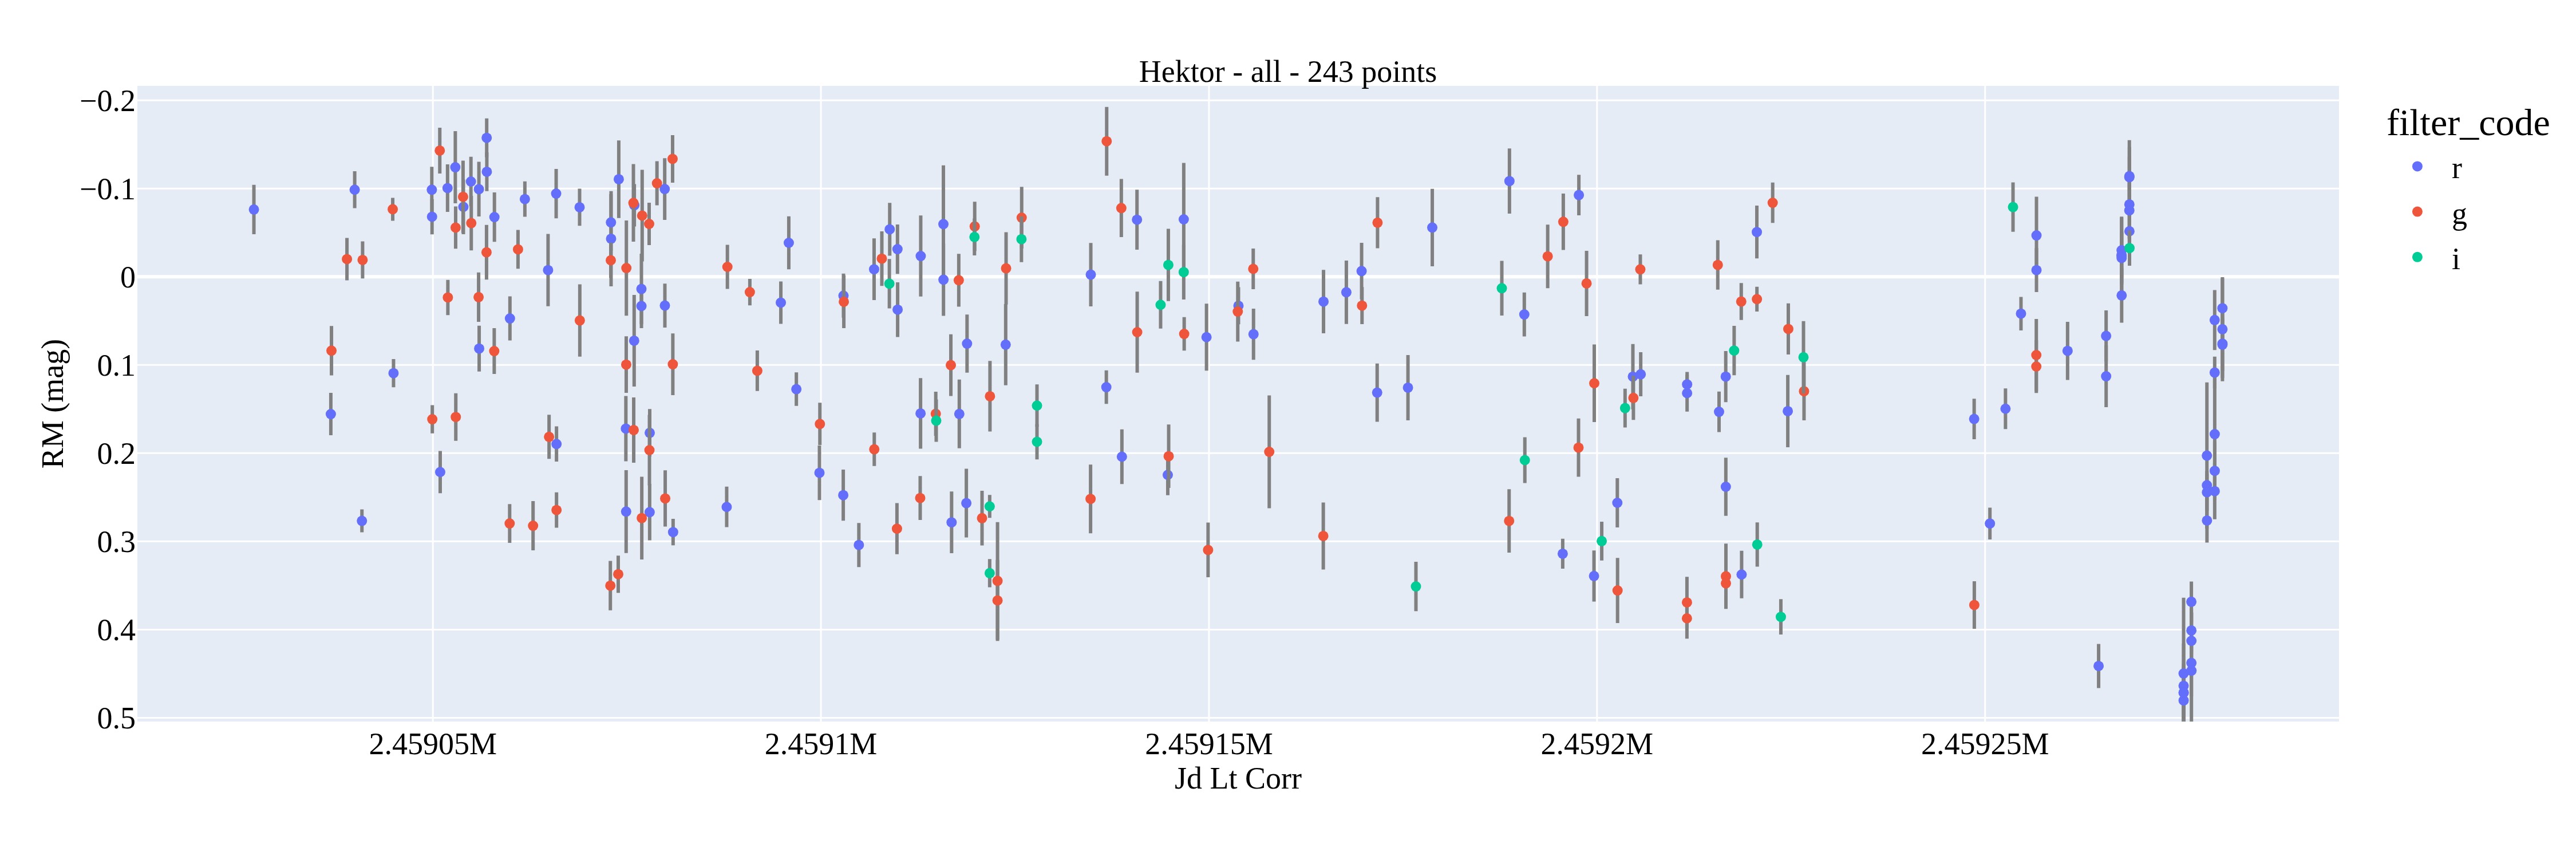 Hektor - all - 243 points
filter_code
r
g
i
RM (mag)
−0.2
−0.1
0
0.1
0.2
0.3
0.4
0.5
2.45905M 2.4591M 2.45915M 2.4592M 2.45925M
Jd Lt Corr